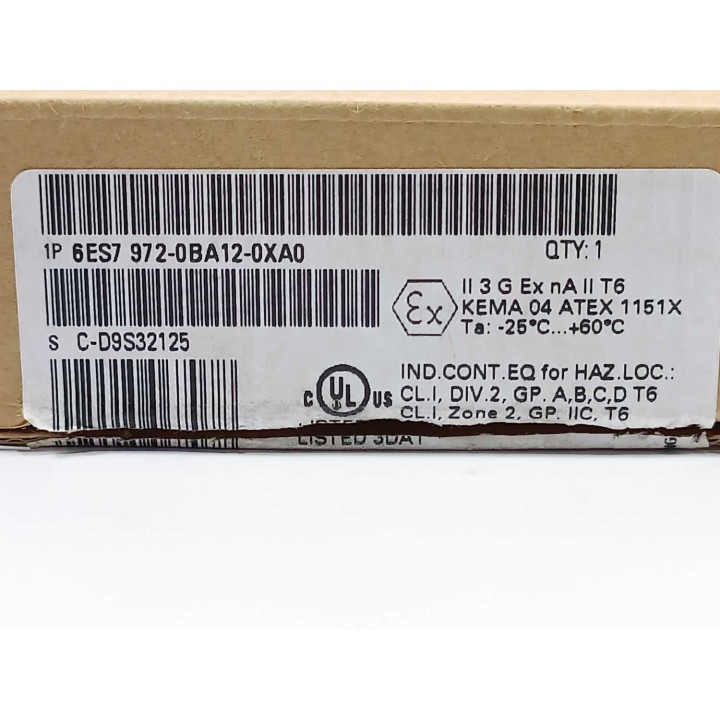 1P 6ES7 972-0BA12-0XA0 QTY: 1
Ex
II 3 G Ex nA II T6
KEMA 04 ATEX 1151X
Ta: -25°C...+60°C
S C-D9S32125
C UL US
IND.CONT.EQ for HAZ.LOC.:
CL.I, DIV.2, GP. A,B,C,D T6
CL.I, Zone 2, GP. IIC, T6
LISTED